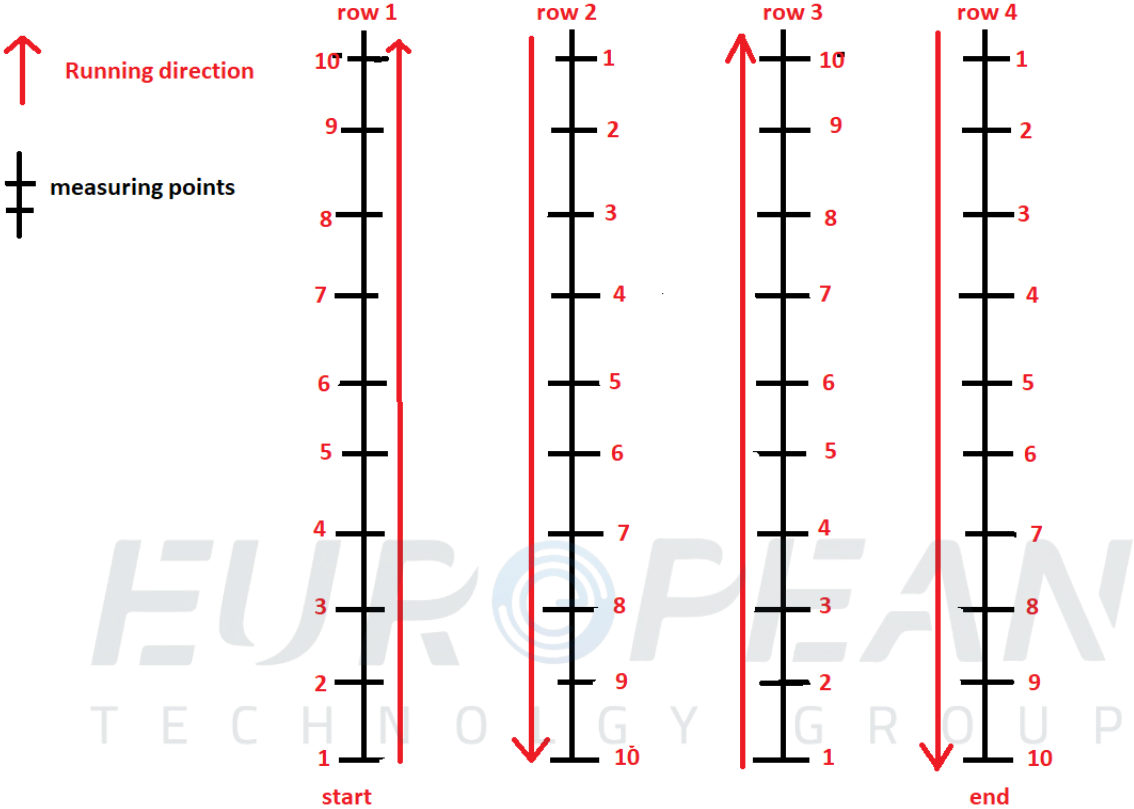 row 1 row 2 row 3 row 4
Running direction
10 1 10 1
9 2 9 2
measuring points
8 3 8 3
7 4 7 4
6 5 6 5
5 6 5 6
4 7 4 7
EUROPEAN
3 8 3 8
2 9 2 9
TECHNOLGY GROUP
1 10 1 10
start end